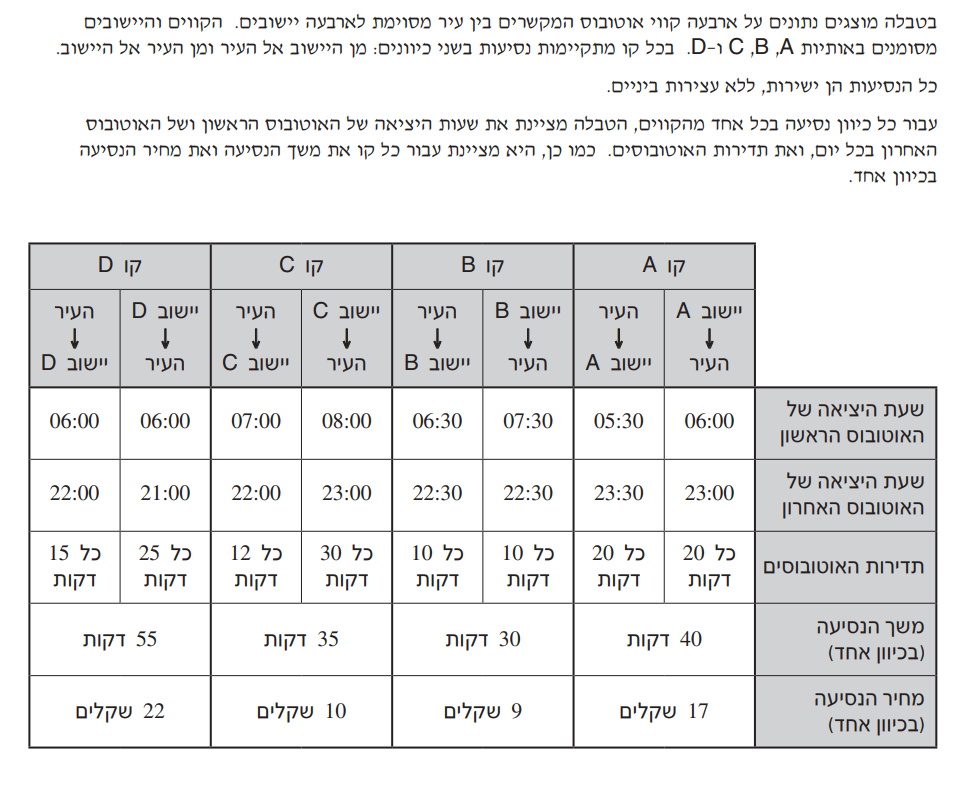 בטבלה מוצגים נתונים על ארבעה קווי אוטובוס המקשרים בין עיר מסוימת לארבעה יישובים. הקווים והיישובים
מסומנים באותיות A, B, C ו-D. בכל קו מתקיימות נסיעות בשני כיוונים: מן היישוב אל העיר ומן העיר אל היישוב.
כל הנסיעות הן ישירות, ללא עצירות ביניים.
עבור כל כיוון נסיעה בכל אחד מהקווים, הטבלה מציינת את שעות היציאה של האוטובוס הראשון ושל האוטובוס
האחרון בכל יום, ואת תדירות האוטובוסים. כמו כן, היא מציינת עבור כל קו את משך הנסיעה ואת מחיר הנסיעה
בכיוון אחד.
קו A קו B קו C קו D
יישוב A העיר יישוב B העיר יישוב C העיר יישוב D העיר
↓ ↓ ↓ ↓ ↓ ↓ ↓ ↓
העיר יישוב A העיר יישוב B העיר יישוב C העיר יישוב D
שעת היציאה של
האוטובוס הראשון
06:00 05:30 07:30 06:30 08:00 07:00 06:00 06:00
שעת היציאה של
האוטובוס האחרון
23:00 23:30 22:30 22:30 23:00 22:00 21:00 22:00
תדירות האוטובוסים
כל 20 כל 20 כל 10 כל 10 כל 30 כל 12 כל 25 כל 15
דקות דקות דקות דקות דקות דקות דקות דקות
משך הנסיעה
(בכיוון אחד)
40 דקות 30 דקות 35 דקות 55 דקות
מחיר הנסיעה
(בכיוון אחד)
17 שקלים 9 שקלים 10 שקלים 22 שקלים